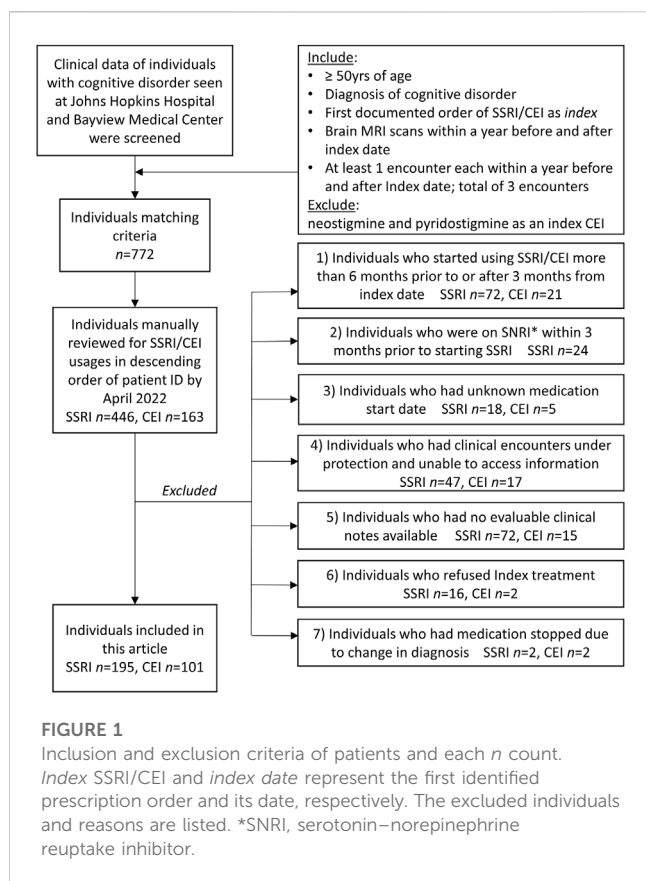 Clinical data of individuals
with cognitive disorder seen
at Johns Hopkins Hospital
and Bayview Medical Center
were screened
Include:
• ≥ 50yrs of age
• Diagnosis of cognitive disorder
• First documented order of SSRI/CEI as index
• Brain MRI scans within a year before and after
index date
• At least 1 encounter each within a year before
and after Index date; total of 3 encounters
Exclude:
neostigmine and pyridostigmine as an index CEI
Individuals matching
criteria
n=772
Individuals manually
reviewed for SSRI/CEI
usages in descending
order of patient ID by
April 2022
SSRI n=446, CEI n=163
Excluded
1) Individuals who started using SSRI/CEI more
than 6 months prior to or after 3 months from
index date SSRI n=72, CEI n=21
2) Individuals who were on SNRI* within 3
months prior to starting SSRI SSRI n=24
3) Individuals who had unknown medication
start date SSRI n=18, CEI n=5
4) Individuals who had clinical encounters under
protection and unable to access information
SSRI n=47, CEI n=17
5) Individuals who had no evaluable clinical
notes available SSRI n=72, CEI n=15
6) Individuals who refused Index treatment
SSRI n=16, CEI n=2
7) Individuals who had medication stopped due
to change in diagnosis SSRI n=2, CEI n=2
Individuals included in
this article
SSRI n=195, CEI n=101
FIGURE 1
Inclusion and exclusion criteria of patients and each n count.
Index SSRI/CEI and index date represent the first identified
prescription order and its date, respectively. The excluded individuals
and reasons are listed. *SNRI, serotonin–norepinephrine
reuptake inhibitor.